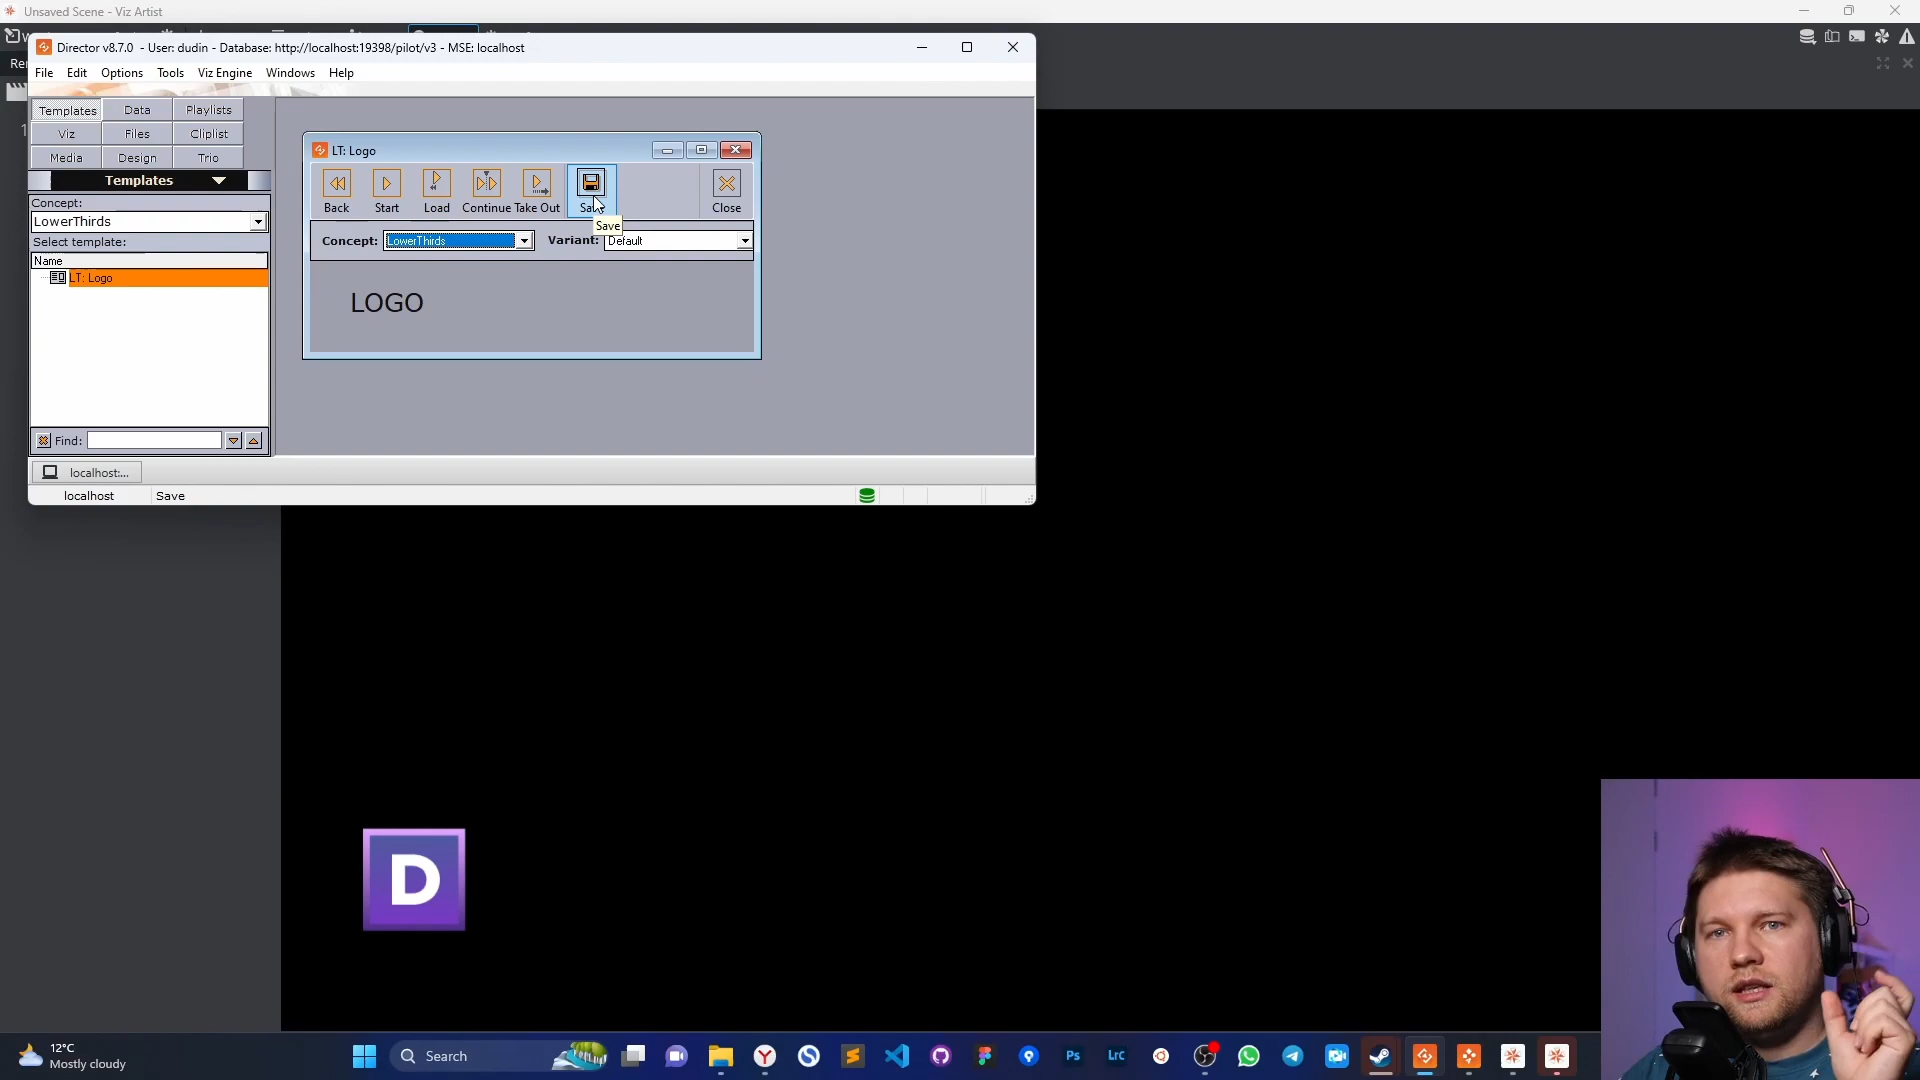 Unsaved Scene - Viz Artist
Director v8.7.0 - User: dudin - Database: http://localhost:19398/pilot/v3 - MSE: localhost
File Edit Options Tools Viz Engine Windows Help
Templates Data Playlists
Viz Files Cliplist
Media Design Trio
Templates
Concept:
LowerThirds
Select template:
Name
LT: Logo
Find:
LT: Logo
Back Start Load Continue Take Out Save Close
Save
Concept: LowerThirds Variant: Default
LOGO
localhost:...
localhost Save
D
12°C
Mostly cloudy
Search
Ps
LrC